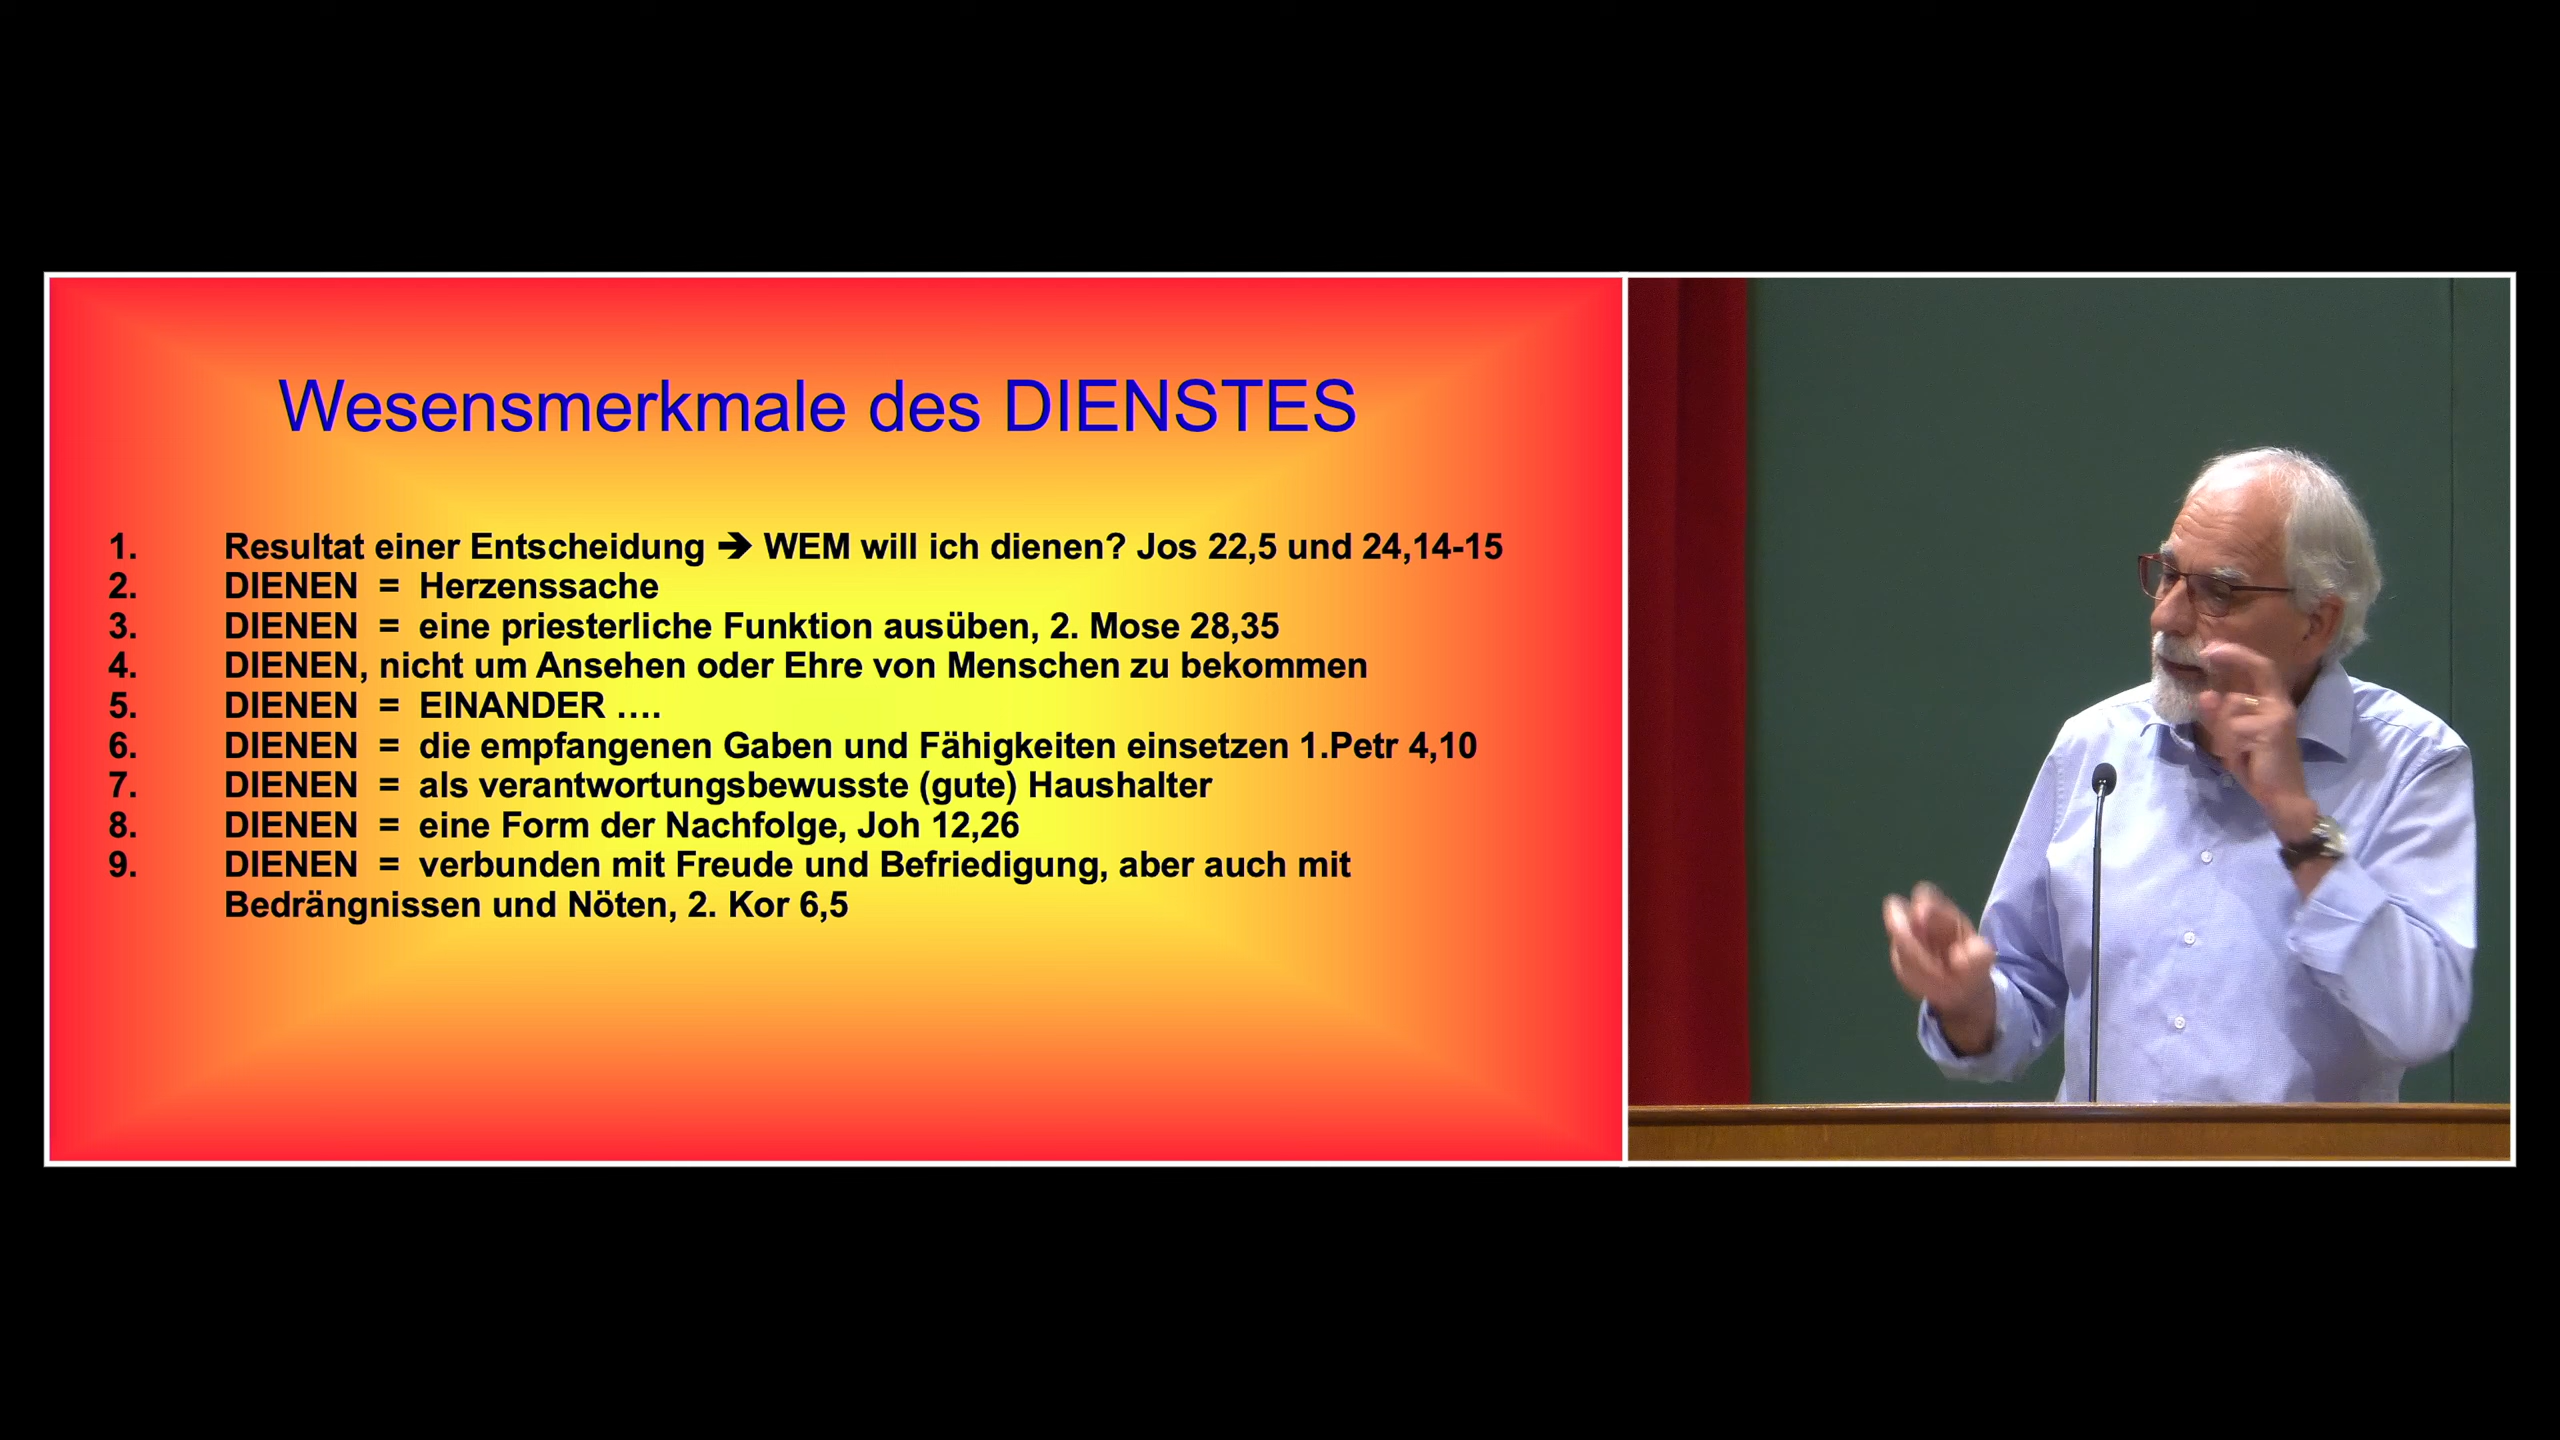 Wesensmerkmale des DIENSTES
1. Resultat einer Entscheidung ➔ WEM will ich dienen? Jos 22,5 und 24,14-15
2. DIENEN = Herzenssache
3. DIENEN = eine priesterliche Funktion ausüben, 2. Mose 28,35
4. DIENEN, nicht um Ansehen oder Ehre von Menschen zu bekommen
5. DIENEN = EINANDER ….
6. DIENEN = die empfangenen Gaben und Fähigkeiten einsetzen 1.Petr 4,10
7. DIENEN = als verantwortungsbewusste (gute) Haushalter
8. DIENEN = eine Form der Nachfolge, Joh 12,26
9. DIENEN = verbunden mit Freude und Befriedigung, aber auch mit
Bedrängnissen und Nöten, 2. Kor 6,5